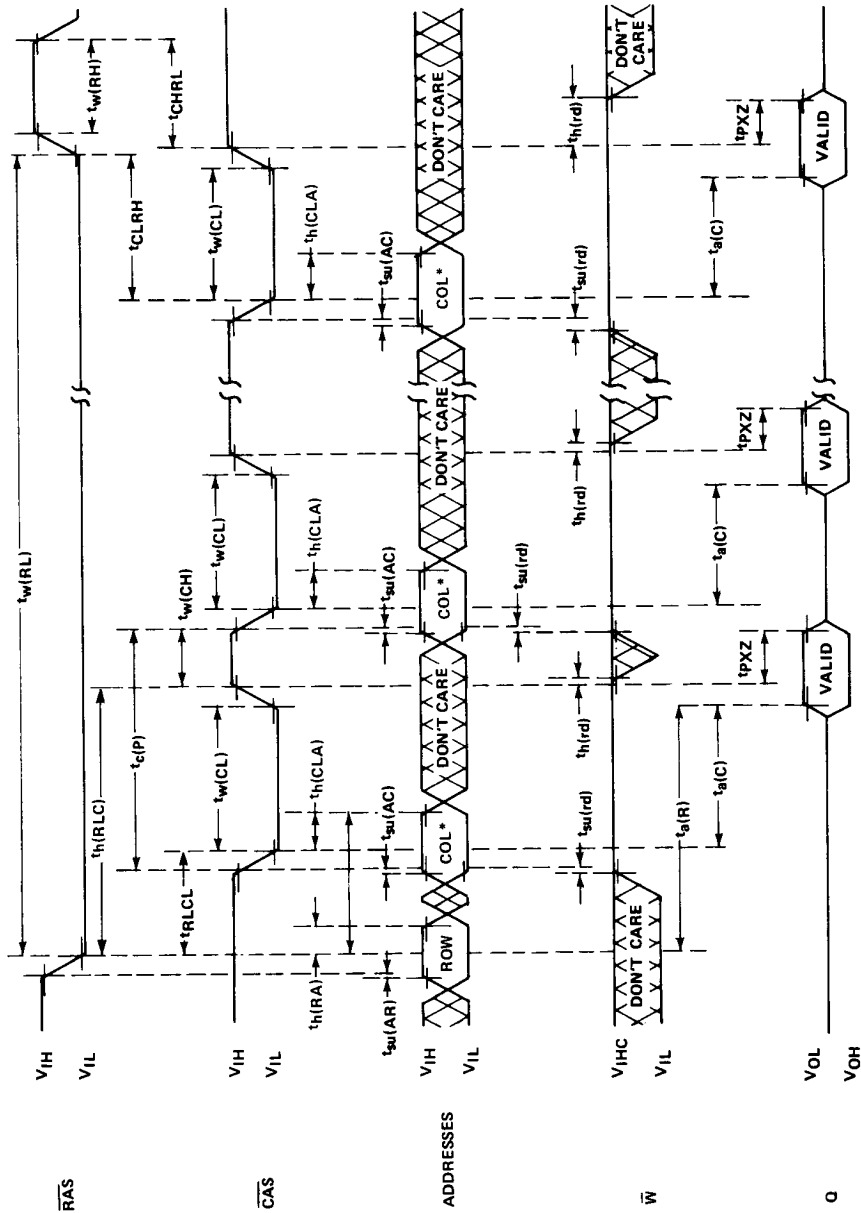 RAS
VIH
VIL
tw(RL)
tw(RH)
th(RLC)
tc(P)
tCLRH
tCHRL
CAS
VIH
VIL
tRLCL
tw(CL)
tw(CH)
tw(CL)
tw(CL)
th(RA)
th(CLA)
th(CLA)
th(CLA)
tsu(AR)
tsu(AC)
tsu(AC)
tsu(AC)
ADDRESSES
VIH
VIL
ROW
COL*
DON'T CARE
COL*
DON'T CARE
COL*
DON'T CARE
tsu(rd)
th(rd)
tsu(rd)
th(rd)
tsu(rd)
th(rd)
W
VIHC
VIL
DON'T CARE
DON'T
CARE
ta(R)
ta(C)
tPXZ
ta(C)
tPXZ
ta(C)
tPXZ
Q
VOL
VOH
VALID
VALID
VALID